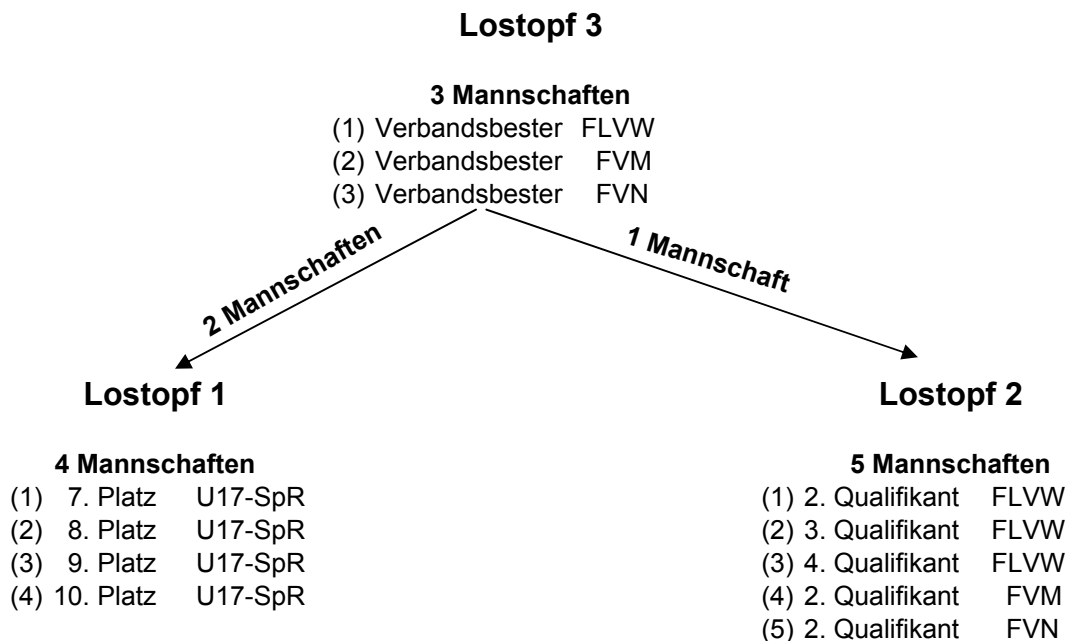 Lostopf 3
3 Mannschaften
(1) Verbandsbester FLVW
(2) Verbandsbester FVM
(3) Verbandsbester FVN
2 Mannschaften
1 Mannschaft
Lostopf 1
4 Mannschaften
(1) 7. Platz U17-SpR
(2) 8. Platz U17-SpR
(3) 9. Platz U17-SpR
(4) 10. Platz U17-SpR
Lostopf 2
5 Mannschaften
(1) 2. Qualifikant FLVW
(2) 3. Qualifikant FLVW
(3) 4. Qualifikant FLVW
(4) 2. Qualifikant FVM
(5) 2. Qualifikant FVN